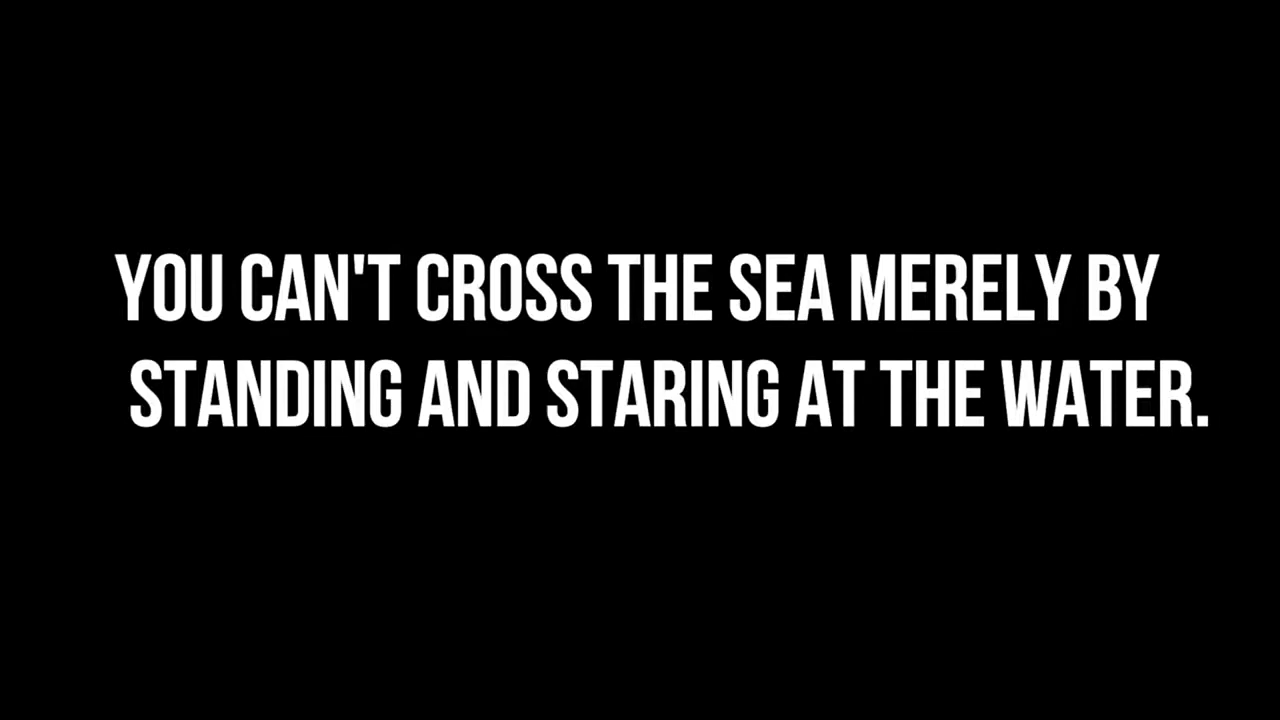 YOU CAN'T CROSS THE SEA MERELY BY
STANDING AND STARING AT THE WATER.